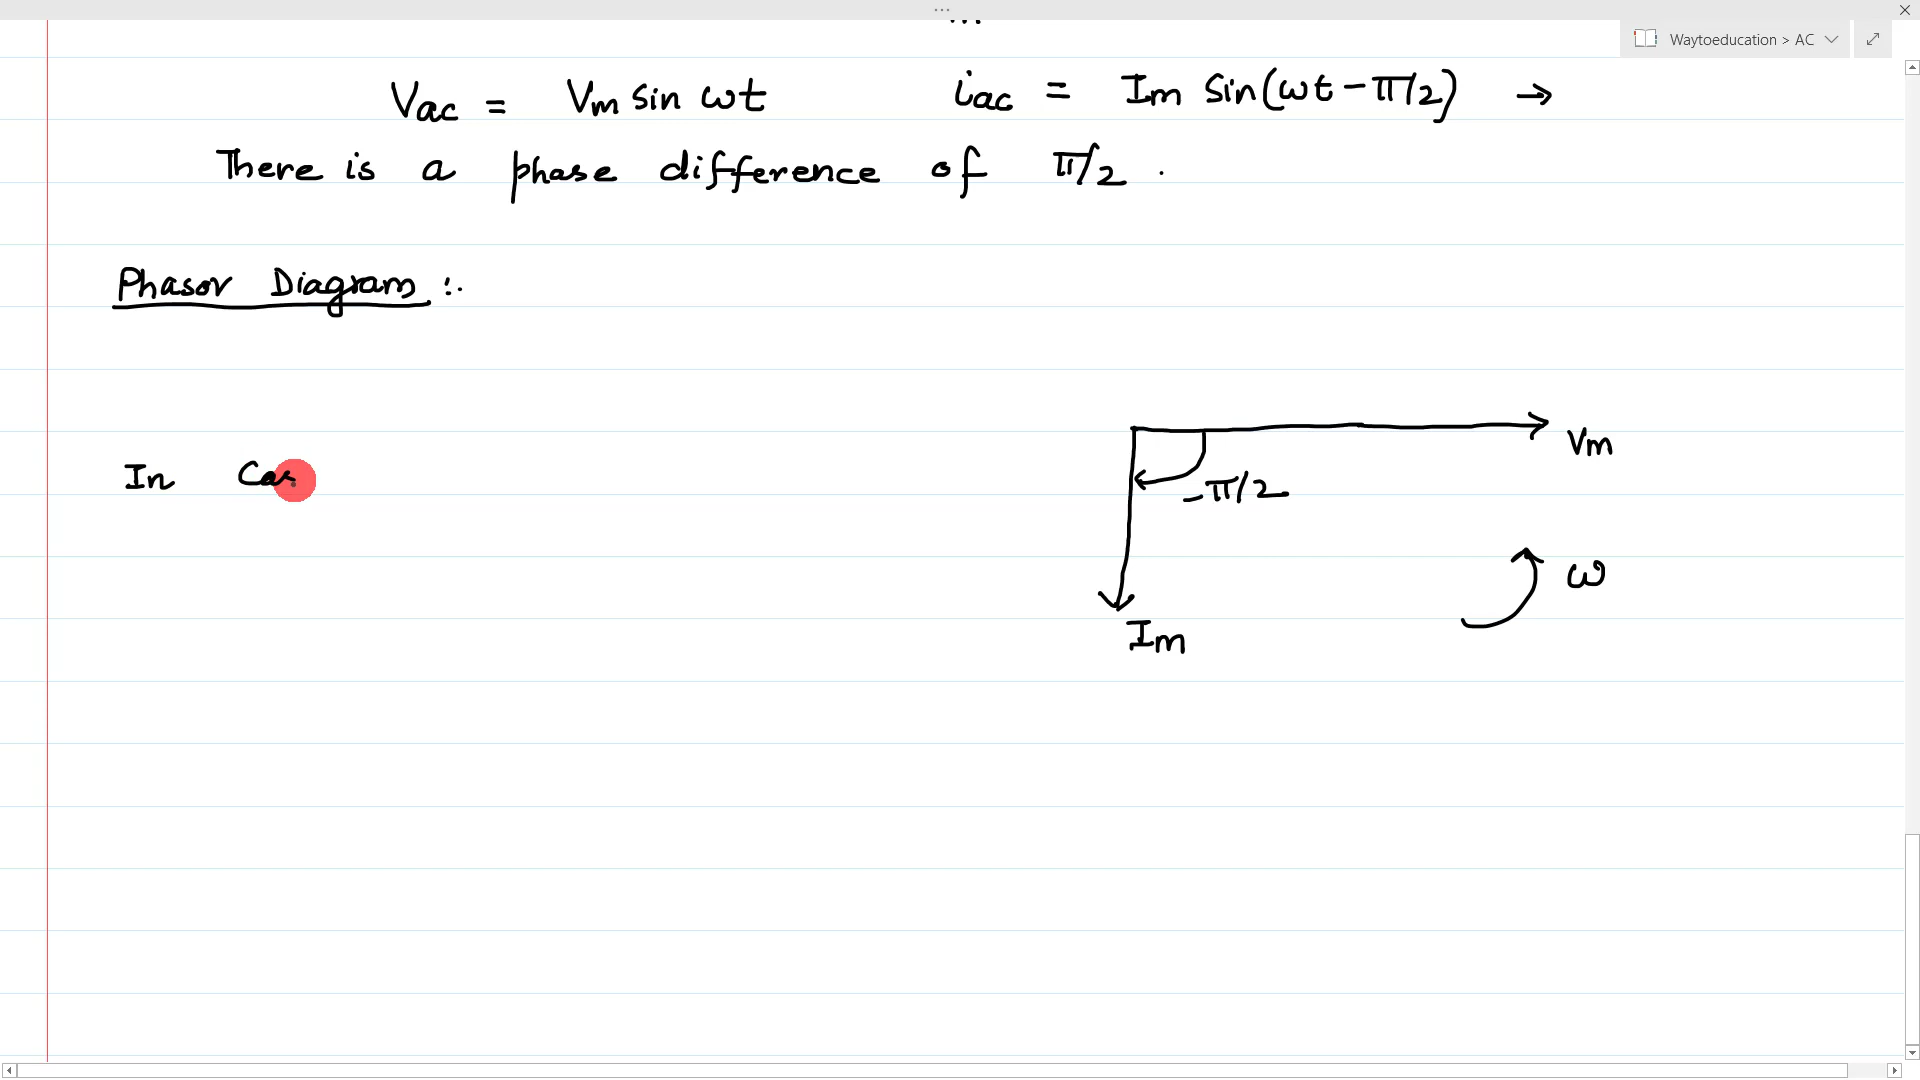 Waytoeducation > AC
Vac = Vm sin ωt iac = Im Sin(ωt - π/2) →
There is a phase difference of π/2 .
Phasor Diagram :.
Vm
In Cas
-π/2
ω
Im